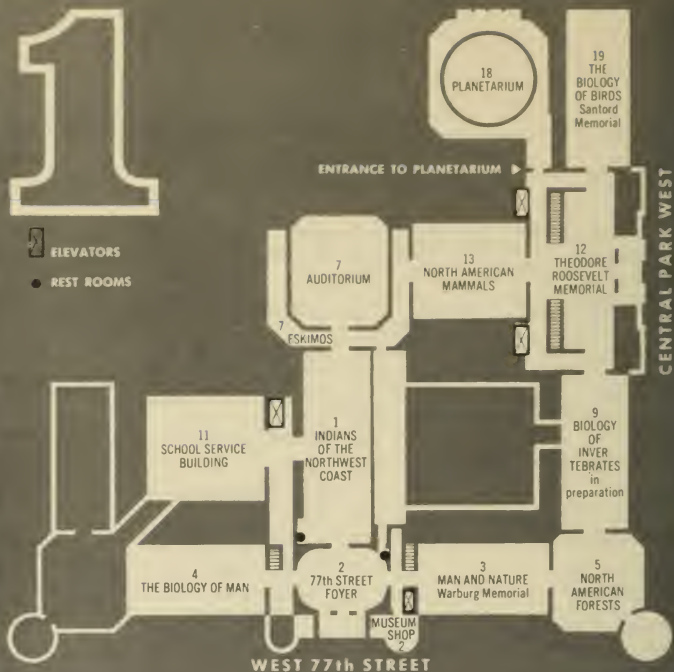 1
ELEVATORS
REST ROOMS
18
PLANETARIUM
19
THE
BIOLOGY
OF BIRDS
Sanford
Memorial
ENTRANCE TO PLANETARIUM
CENTRAL PARK WEST
7
AUDITORIUM
13
NORTH AMERICAN
MAMMALS
12
THEODORE
ROOSEVELT
MEMORIAL
7
ESKIMOS
11
SCHOOL SERVICE
BUILDING
1
INDIANS
OF THE
NORTHWEST
COAST
9
BIOLOGY
OF
INVER
TEBRATES
in
preparation
4
THE BIOLOGY OF MAN
2
77th STREET
FOYER
3
MAN AND NATURE
Warburg Memorial
5
NORTH
AMERICAN
FORESTS
MUSEUM
SHOP
2
WEST 77th STREET